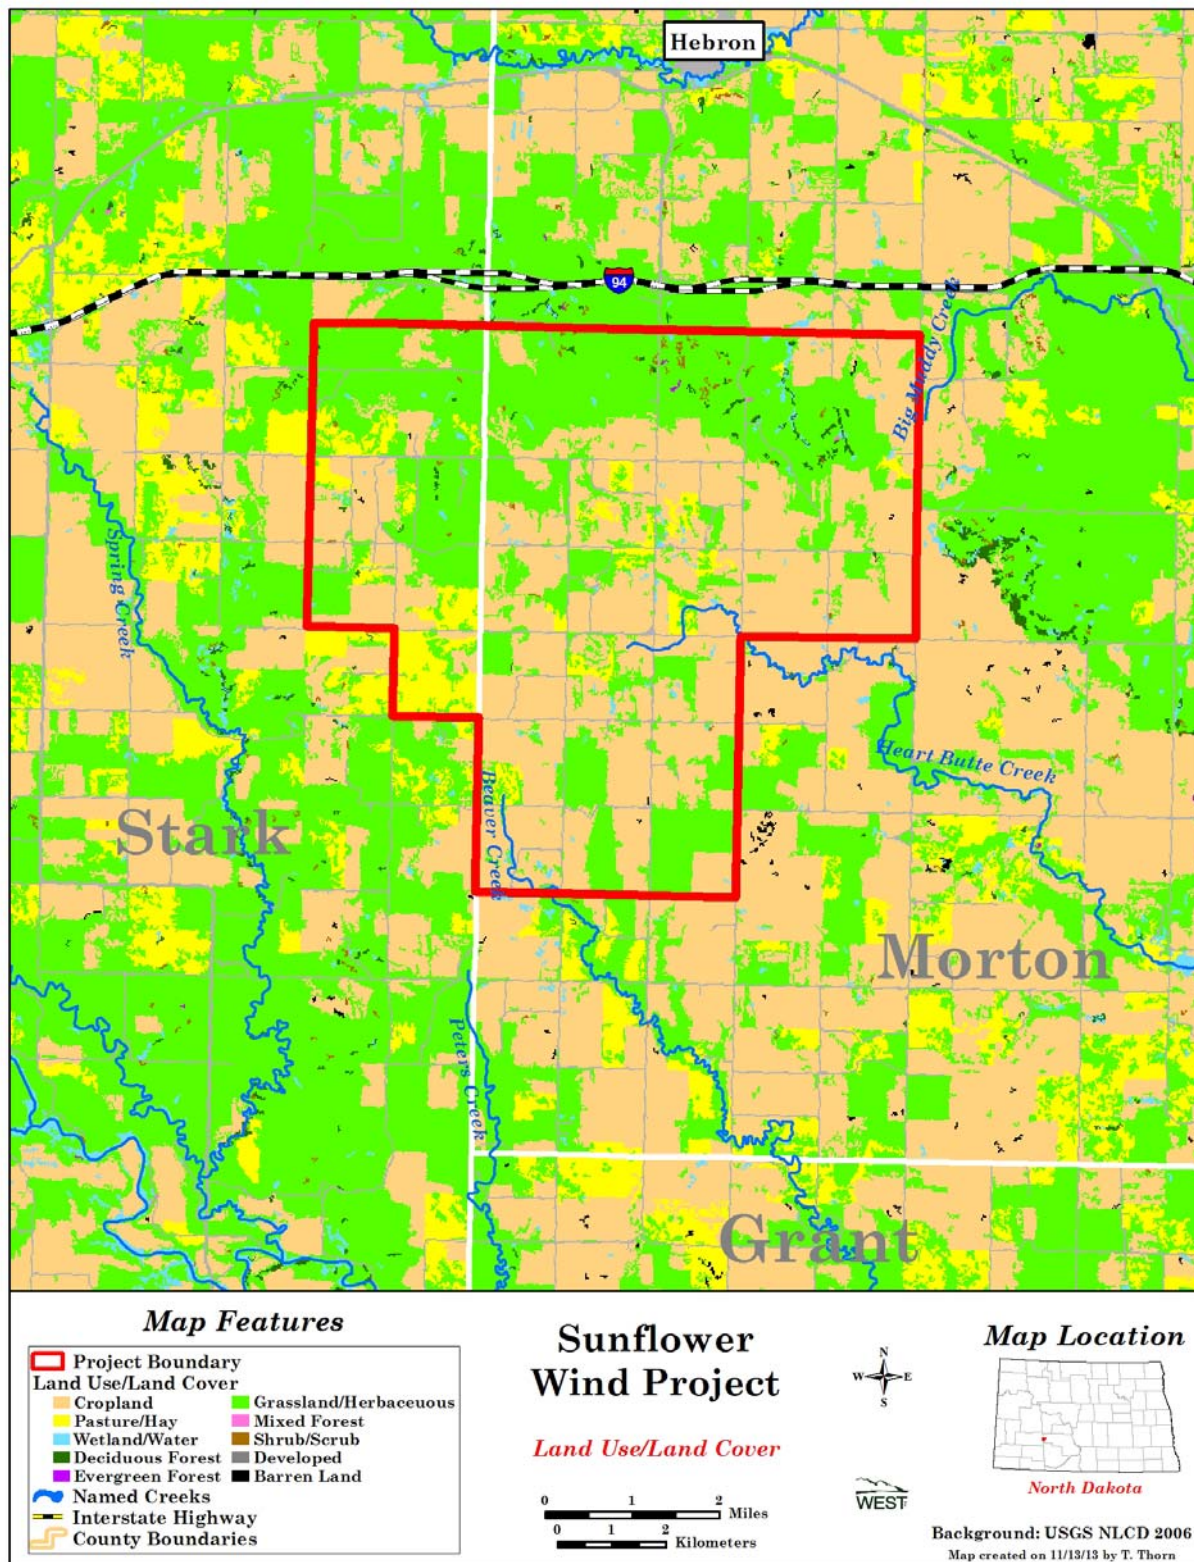 Hebron
94
Big Muddy Creek
Spring Creek
Heart Butte Creek
Beaver Creek
Stark
Morton
Peters Creek
Grant
Map Features
Project Boundary
Land Use/Land Cover
Cropland
Pasture/Hay
Wetland/Water
Deciduous Forest
Evergreen Forest
Grassland/Herbaceuous
Mixed Forest
Shrub/Scrub
Developed
Barren Land
Named Creeks
Interstate Highway
County Boundaries
Sunflower
Wind Project
Land Use/Land Cover
0 1 2
Miles
0 1 2
Kilometers
N
W E
S
WEST
Map Location
North Dakota
Background: USGS NLCD 2006
Map created on 11/13/13 by T. Thorn